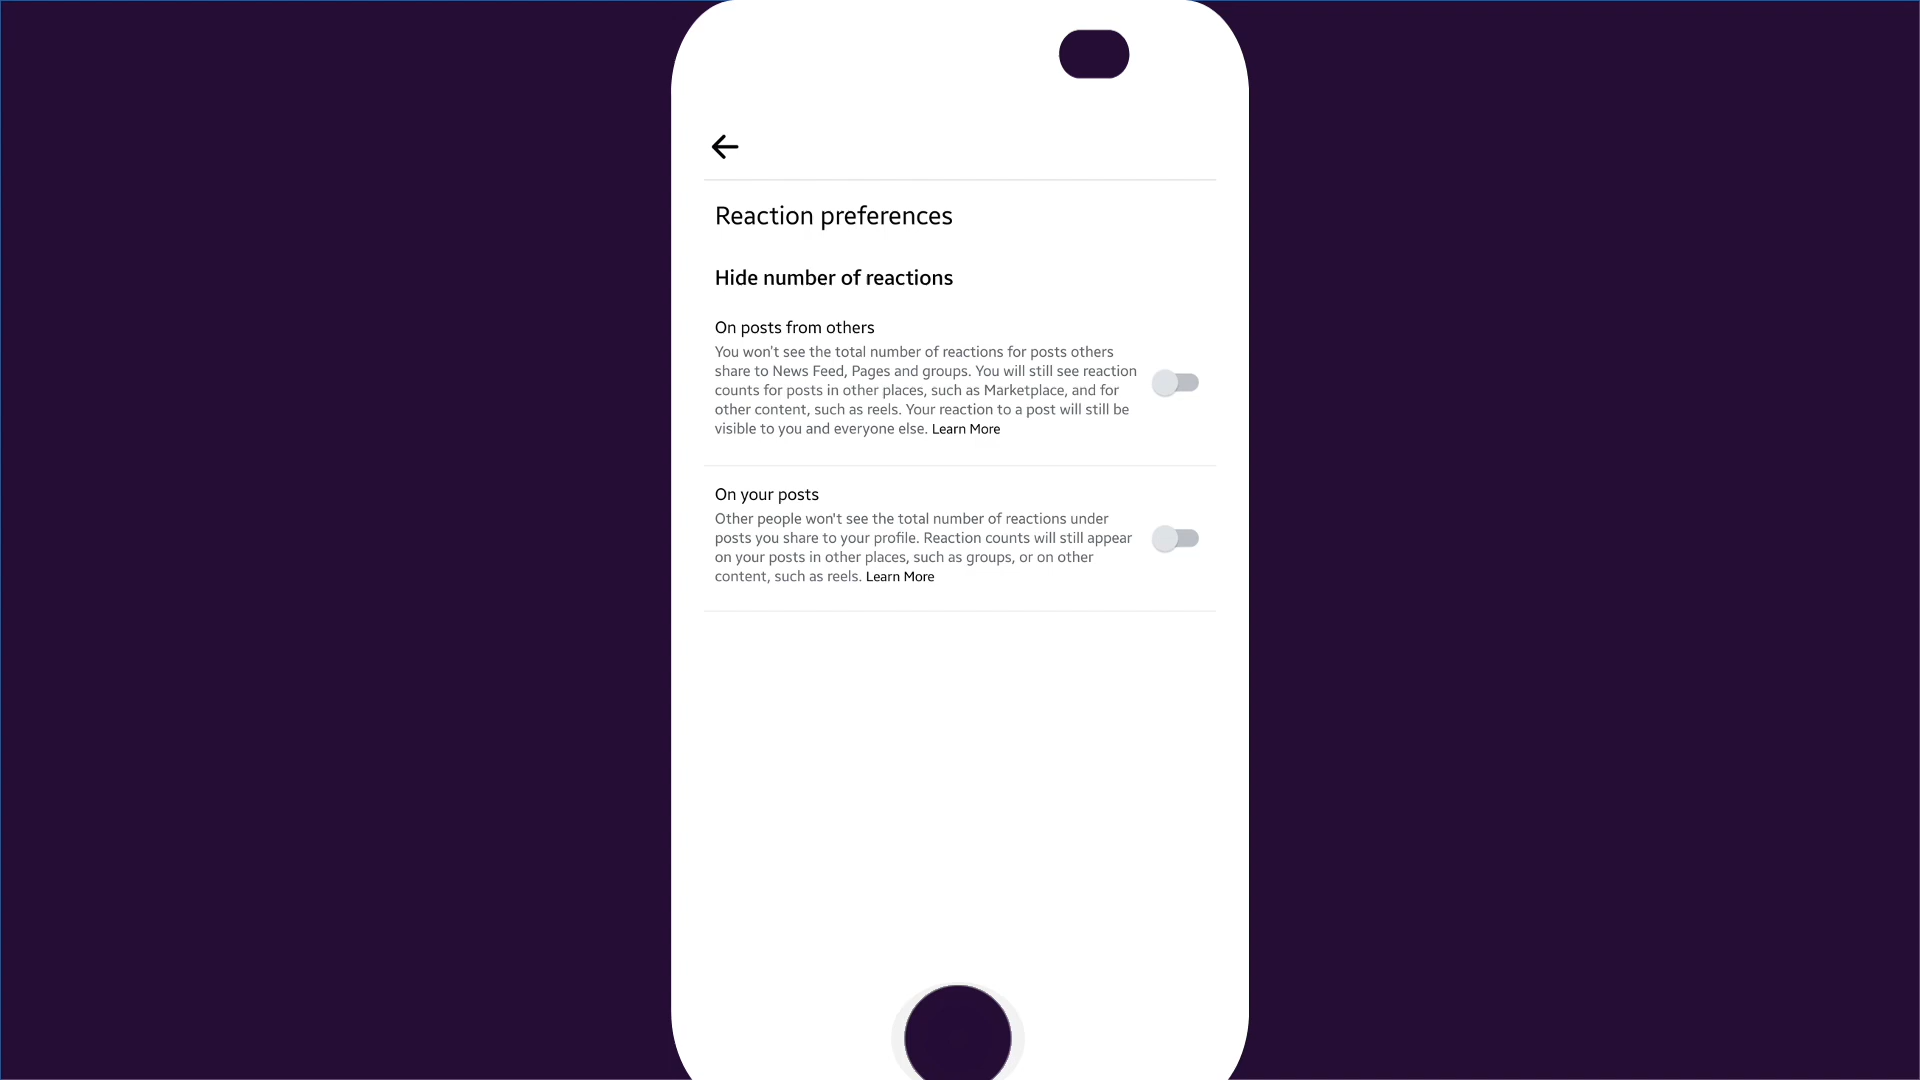 Reaction preferences
Hide number of reactions
On posts from others
You won't see the total number of reactions for posts others
share to News Feed, Pages and groups. You will still see reaction
counts for posts in other places, such as Marketplace, and for
other content, such as reels. Your reaction to a post will still be
visible to you and everyone else. Learn More
On your posts
Other people won't see the total number of reactions under
posts you share to your profile. Reaction counts will still appear
on your posts in other places, such as groups, or on other
content, such as reels. Learn More